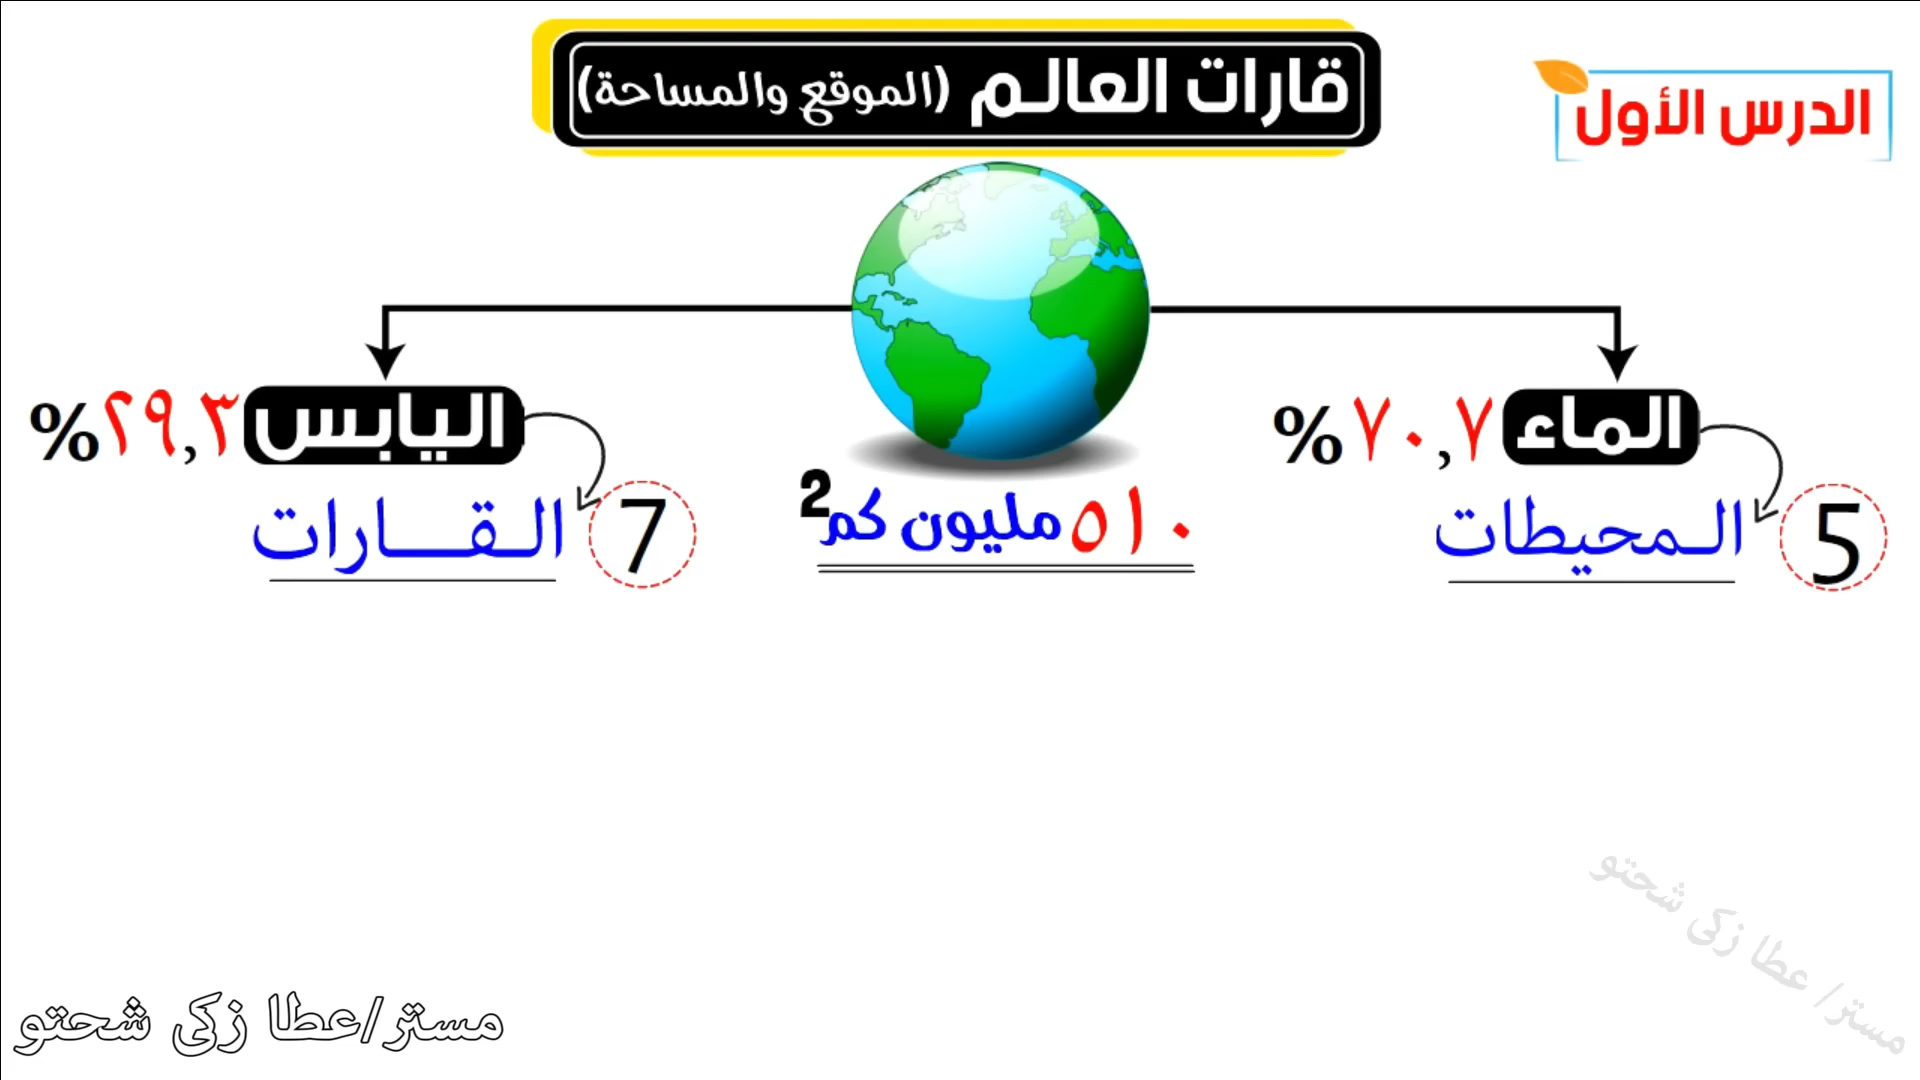 الدرس الأول
قارات العالم (الموقع والمساحة)
الماء ٧٠,٧ %
5 المحيطات
٥١٠ مليون كم2
اليابس ٢٩,٣ %
7 القارات
مستر/ عطا زكى شحتو
مستر/عطا زكى شحتو